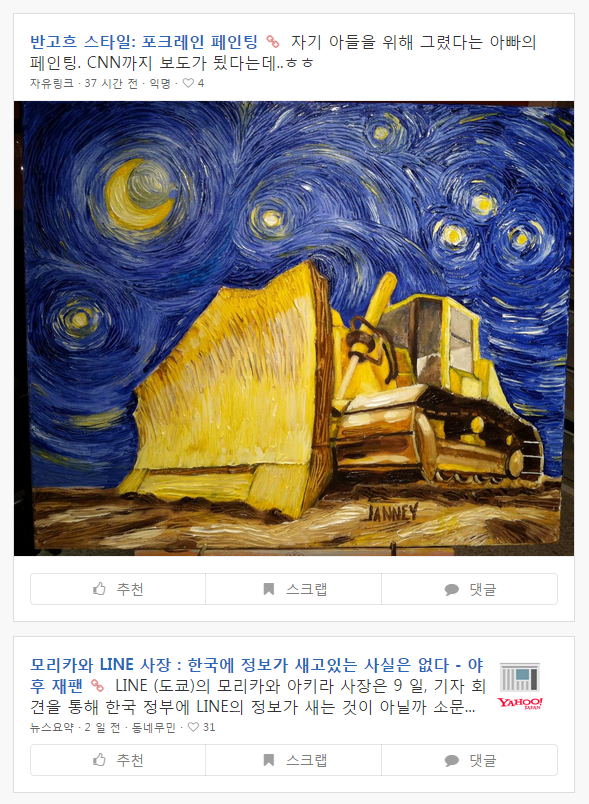 반고흐 스타일: 포크레인 페인팅 자기 아들을 위해 그렸다는 아빠의
페인팅. CNN까지 보도가 됬다는데..ㅎㅎ
자유링크 · 37 시간 전 · 익명 · ♡ 4
JANNEY
추천 스크랩 댓글
모리카와 LINE 사장 : 한국에 정보가 새고있는 사실은 없다 - 야
후 재팬 LINE (도쿄)의 모리카와 아키라 사장은 9 일, 기자 회
견을 통해 한국 정부에 LINE의 정보가 새는 것이 아닐까 소문...
YAHOO!
JAPAN
뉴스요약 · 2 일 전 · 동네무민 · ♡ 31
추천 스크랩 댓글